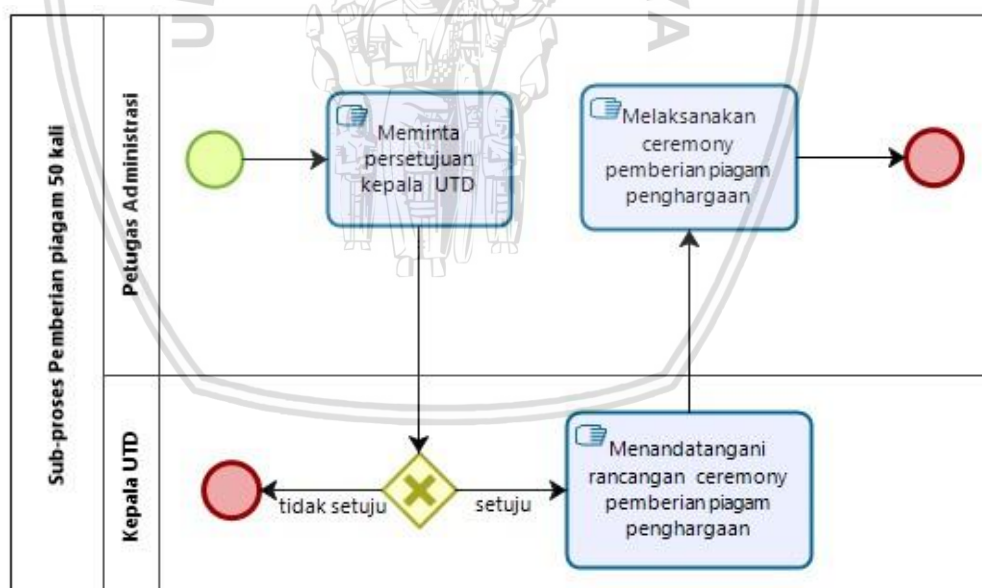 Sub-proses Pemberian piagam 50 kali
Petugas Administrasi
Meminta
persetujuan
kepala UTD
Melaksanakan
ceremony
pemberian piagam
penghargaan
Kepala UTD
tidak setuju
setuju
Menandatangani
rancangan ceremony
pemberian piagam
penghargaan